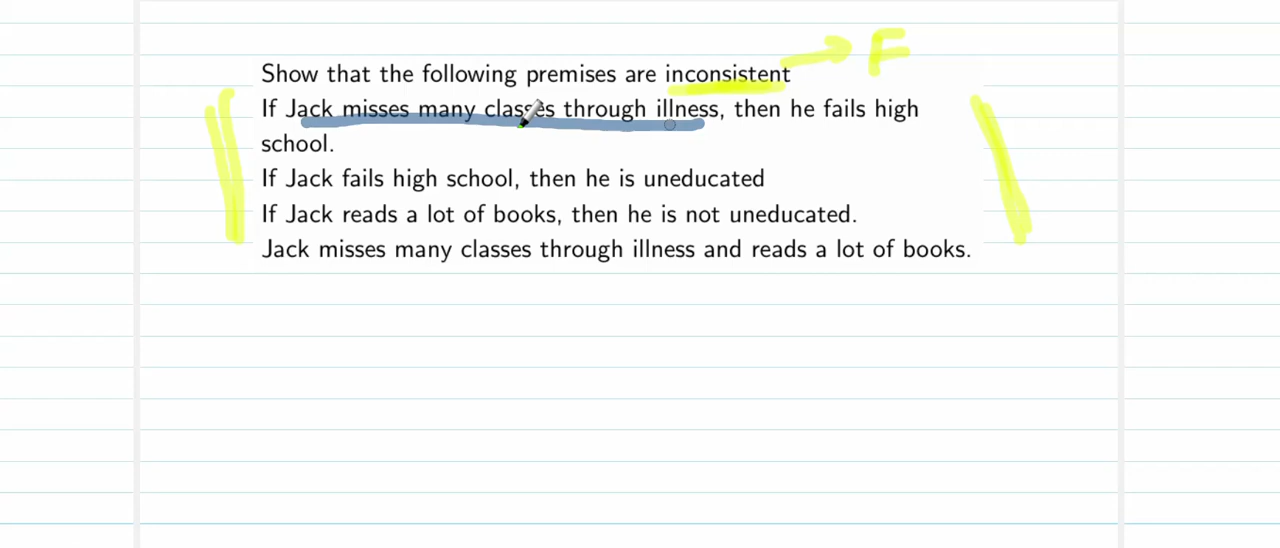 Show that the following premises are inconsistent → F
If Jack misses many classes through illness, then he fails high
school.
If Jack fails high school, then he is uneducated
If Jack reads a lot of books, then he is not uneducated.
Jack misses many classes through illness and reads a lot of books.